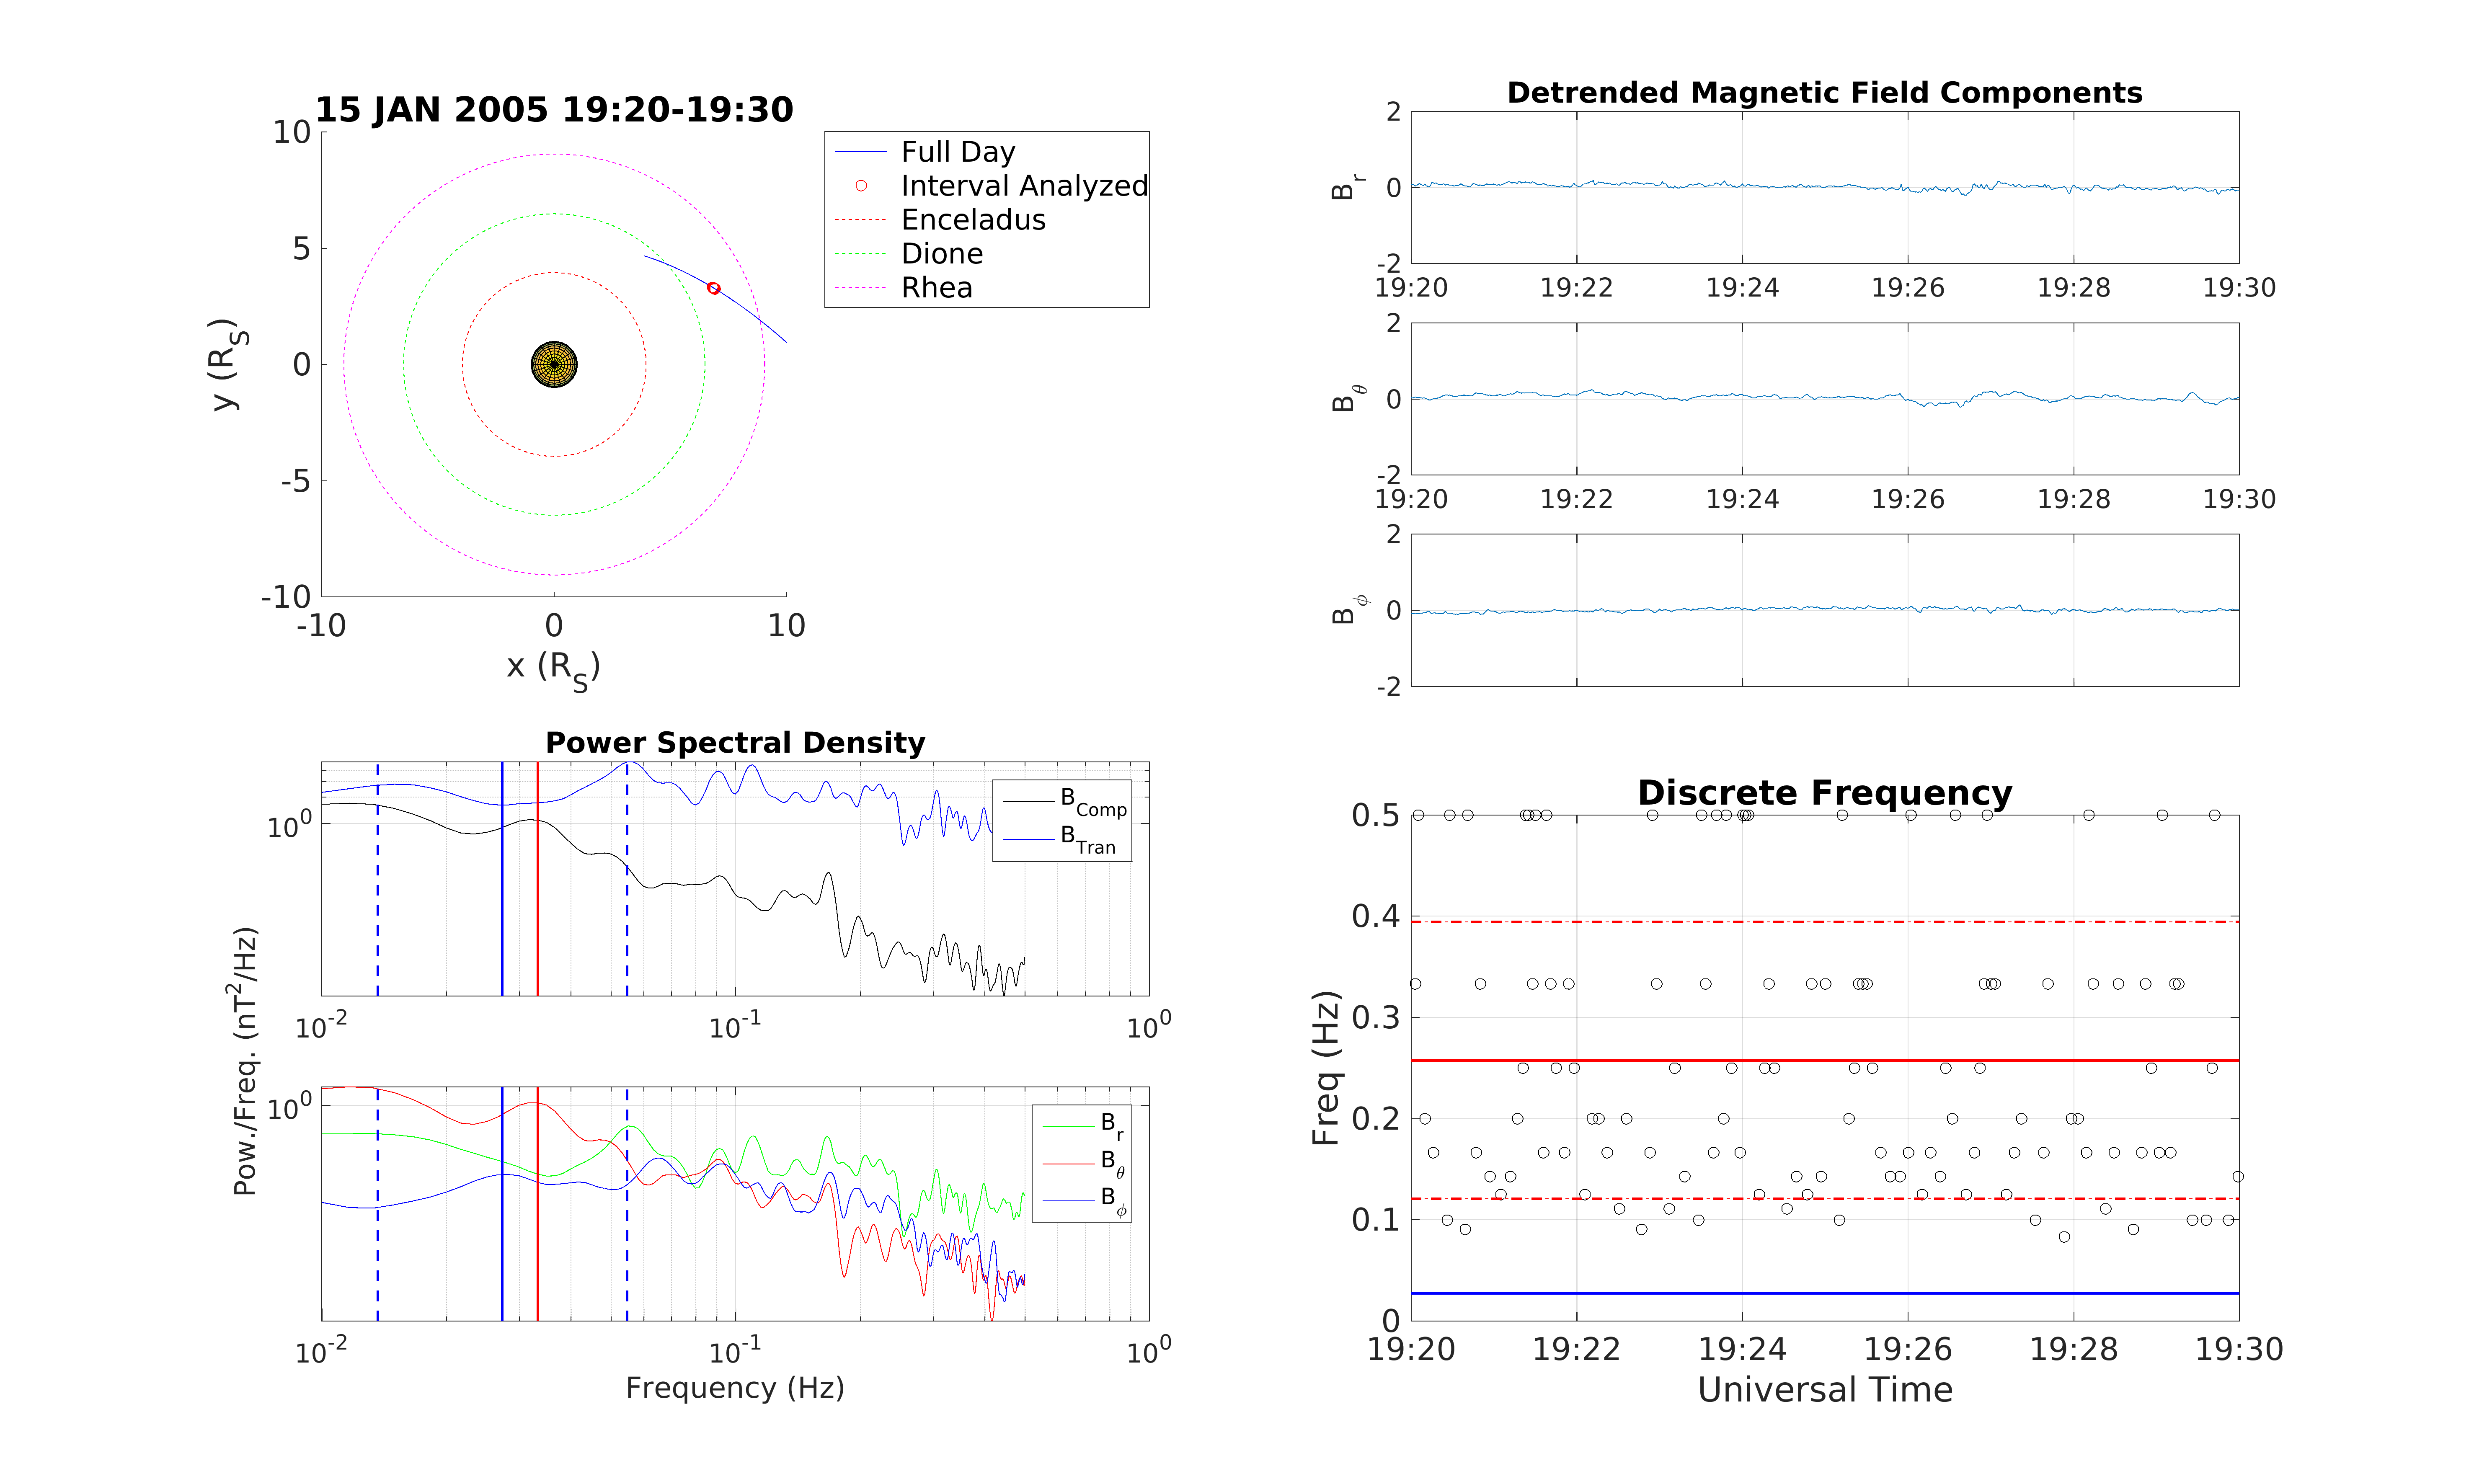 15 JAN 2005 19:20-19:30
10
5
0
-5
-10
-10 0 10
x (R_S)
y (R_S)
Full Day
Interval Analyzed
Enceladus
Dione
Rhea
Detrended Magnetic Field Components
2
0
-2
B_r
19:20 19:22 19:24 19:26 19:28 19:30
2
0
-2
B_θ
19:20 19:22 19:24 19:26 19:28 19:30
2
0
-2
B_ϕ
Power Spectral Density
10^0
B_Comp
B_Tran
10^-2 10^-1 10^0
Pow./Freq. (nT^2/Hz)
10^0
B_r
B_θ
B_ϕ
10^-2 10^-1 10^0
Frequency (Hz)
Discrete Frequency
0.5
0.4
0.3
0.2
0.1
0
Freq (Hz)
19:20 19:22 19:24 19:26 19:28 19:30
Universal Time